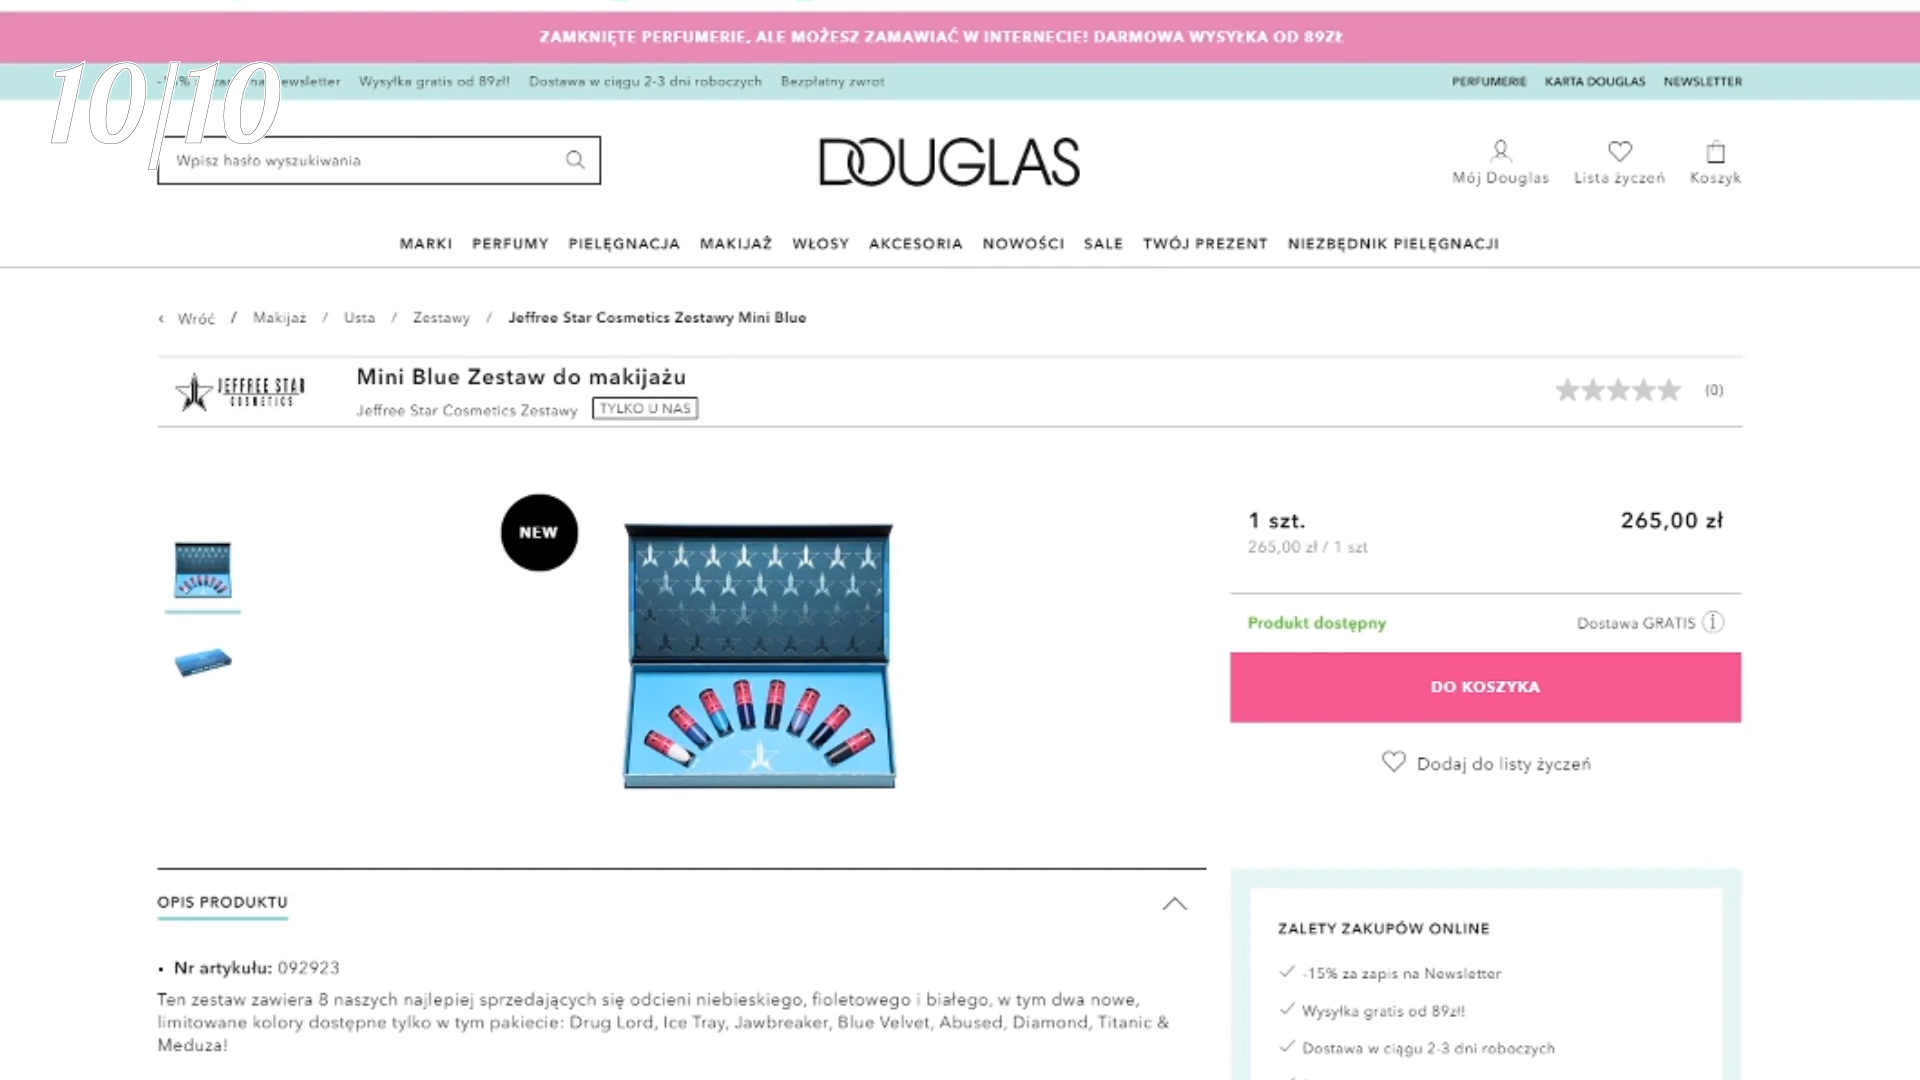 ZAMKNIĘTE PERFUMERIE, ALE MOŻESZ ZAMAWIAĆ W INTERNECIE! DARMOWA WYSYŁKA OD 89ZŁ
10/10
Newsletter Wysyłka gratis od 89zł! Dostawa w ciągu 2-3 dni roboczych Bezpłatny zwrot
PERFUMERIE KARTA DOUGLAS NEWSLETTER
Wpisz hasło wyszukiwania
DOUGLAS
Mój Douglas Lista życzeń Koszyk
MARKI PERFUMY PIELĘGNACJA MAKIJAŻ WŁOSY AKCESORIA NOWOŚCI SALE TWÓJ PREZENT NIEZBĘDNIK PIELĘGNACJI
‹ Wróć / Makijaż / Usta / Zestawy / Jeffree Star Cosmetics Zestawy Mini Blue
JEFFREE STAR
COSMETICS
Mini Blue Zestaw do makijażu
Jeffree Star Cosmetics Zestawy TYLKO U NAS
(0)
NEW
1 szt. 265,00 zł
265,00 zł / 1 szt
Produkt dostępny Dostawa GRATIS
DO KOSZYKA
Dodaj do listy życzeń
OPIS PRODUKTU
• Nr artykułu: 092923
Ten zestaw zawiera 8 naszych najlepiej sprzedających się odcieni niebieskiego, fioletowego i białego, w tym dwa nowe,
limitowane kolory dostępne tylko w tym pakiecie: Drug Lord, Ice Tray, Jawbreaker, Blue Velvet, Abused, Diamond, Titanic &
Meduza!
ZALETY ZAKUPÓW ONLINE
-15% za zapis na Newsletter
Wysyłka gratis od 89zł!
Dostawa w ciągu 2-3 dni roboczych